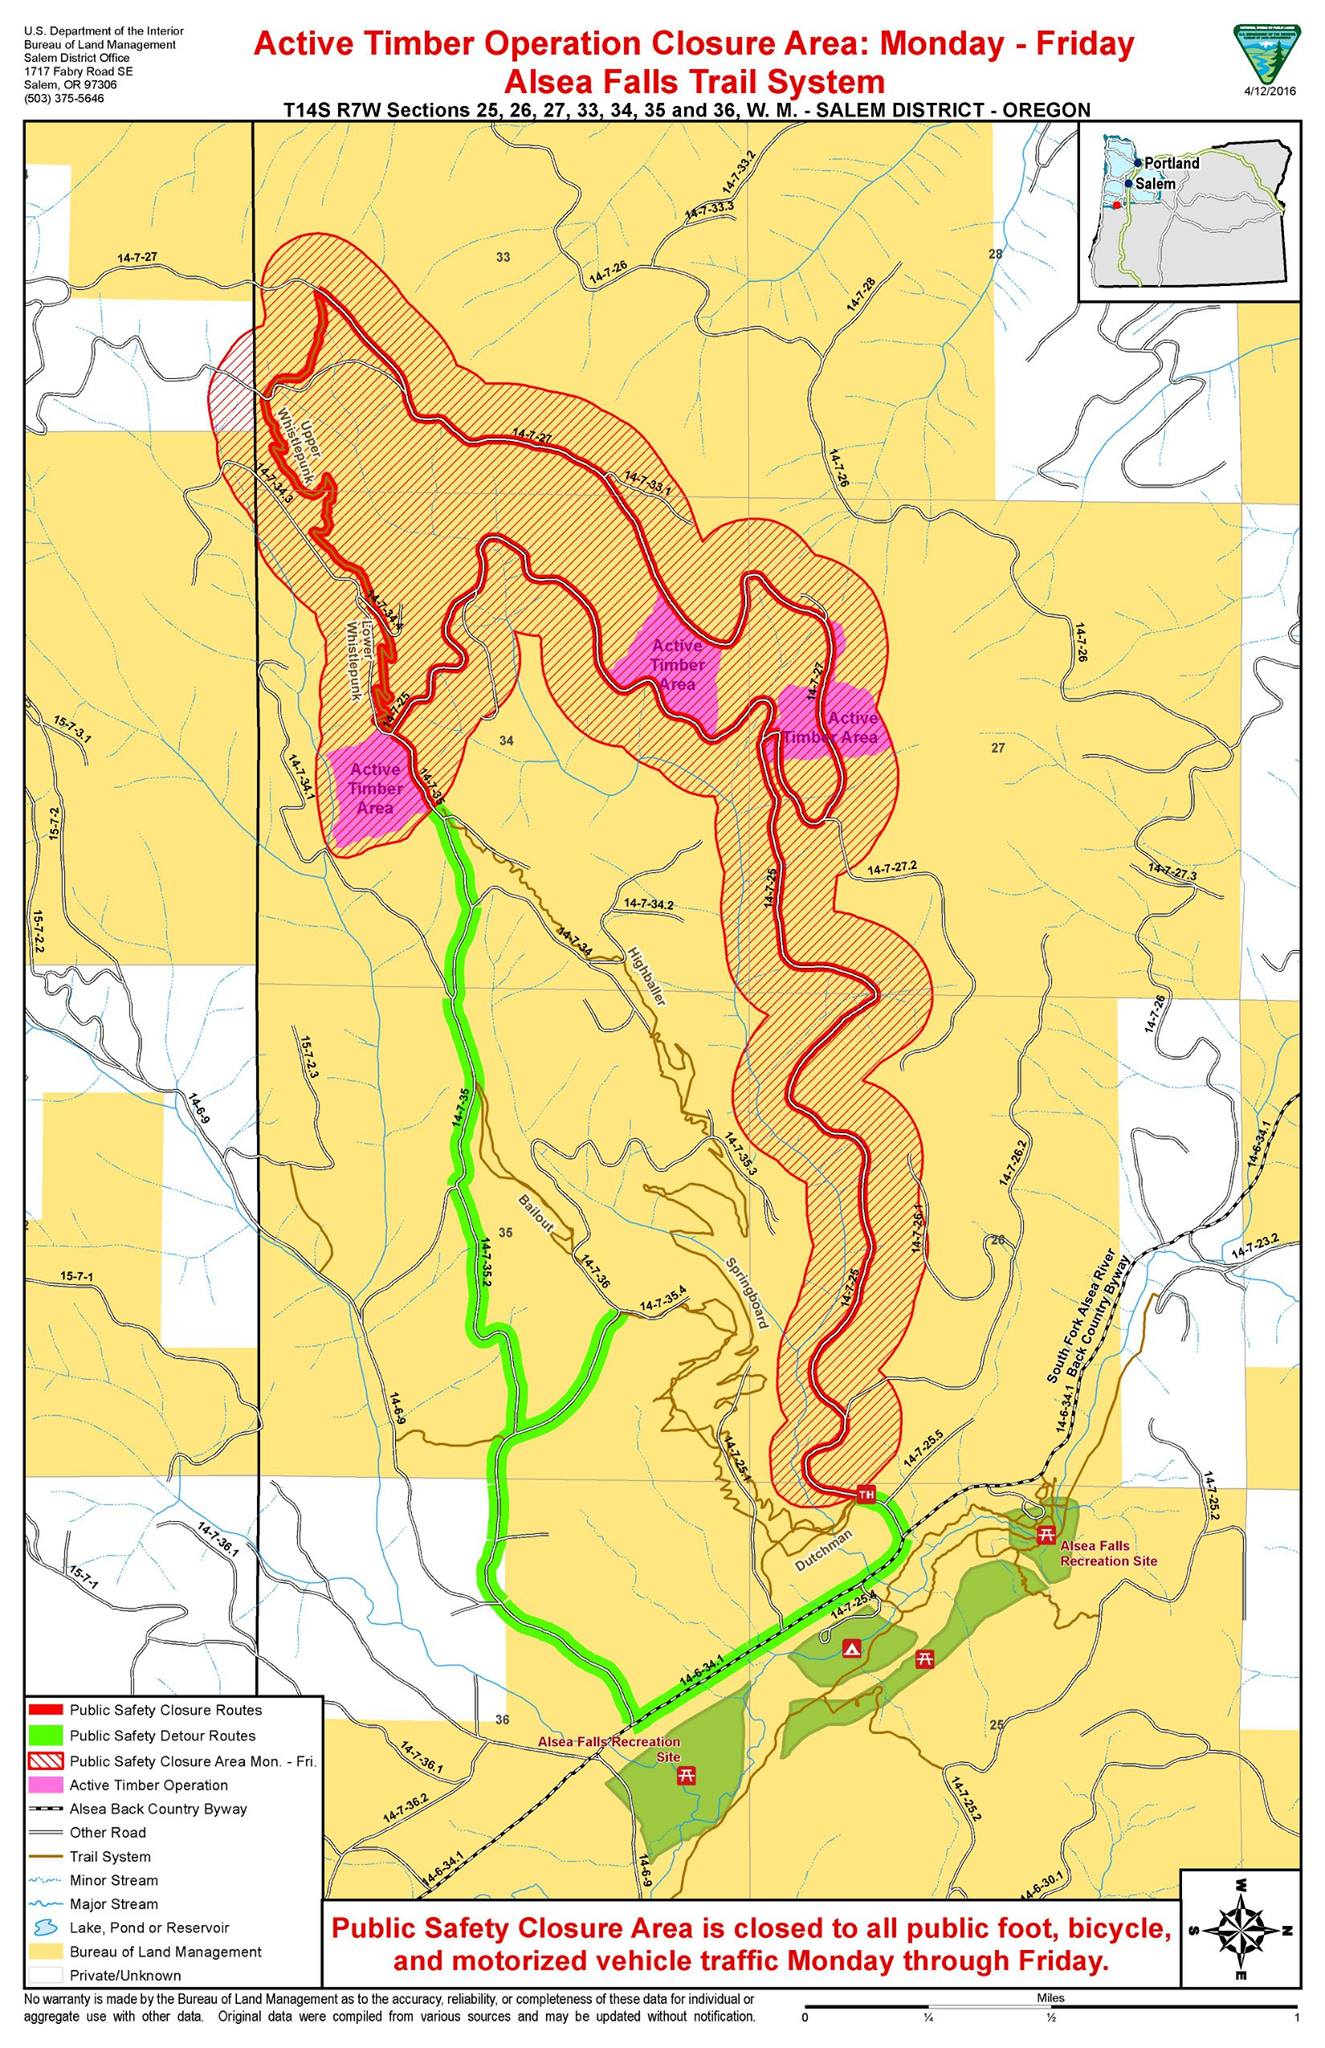 U.S. Department of the Interior
Bureau of Land Management
Salem District Office
1717 Fabry Road SE
Salem, OR 97306
(503) 375-5646
Active Timber Operation Closure Area: Monday - Friday
Alsea Falls Trail System
T14S R7W Sections 25, 26, 27, 33, 34, 35 and 36, W. M. - SALEM DISTRICT - OREGON
4/12/2016
Portland
Salem
14-7-33.2
14-7-33.3
33
28
14-7-27
14-7-26
14-7-28
Upper
Whistlepunk
14-7-27
14-7-34.3
14-7-33.1
14-7-26
14-7-34.4
Lower
Whistlepunk
14-7-26
Active
Timber
Area
14-7-27
14-7-25
Active
Timber Area
15-7-3.1
34
27
14-7-34.1
Active
Timber
Area
14-7-35
15-7-2
14-7-27.2
14-7-27.3
14-7-25
14-7-34.2
15-7-2.2
14-7-34
Highballer
14-7-26
15-7-2.3
14-6-9
14-7-35
14-7-35.3
14-7-26.2
14-6-34.1
Bailout
35
14-7-26.1
26
14-7-23.2
14-7-35.2
14-7-36
Springboard
14-7-25
South Fork Alsea River
Back Country Byway
15-7-1
14-7-35.4
14-6-34.1
14-6-9
14-7-25.1
14-7-25.5
14-7-25.2
TH
14-7-36.1
Dutchman
Alsea Falls
Recreation Site
15-7-1
14-7-25.4
14-6-34.1
36
25
Alsea Falls Recreation
Site
14-7-36.1
14-7-36.2
14-7-25.2
14-6-34.1
14-6-9
14-6-30.1
Public Safety Closure Routes
Public Safety Detour Routes
Public Safety Closure Area Mon. - Fri.
Active Timber Operation
Alsea Back Country Byway
Other Road
Trail System
Minor Stream
Major Stream
Lake, Pond or Reservoir
Bureau of Land Management
Private/Unknown
Public Safety Closure Area is closed to all public foot, bicycle,
and motorized vehicle traffic Monday through Friday.
W
S
N
E
No warranty is made by the Bureau of Land Management as to the accuracy, reliability, or completeness of these data for individual or
aggregate use with other data. Original data were compiled from various sources and may be updated without notification.
Miles
0
¼
½
1